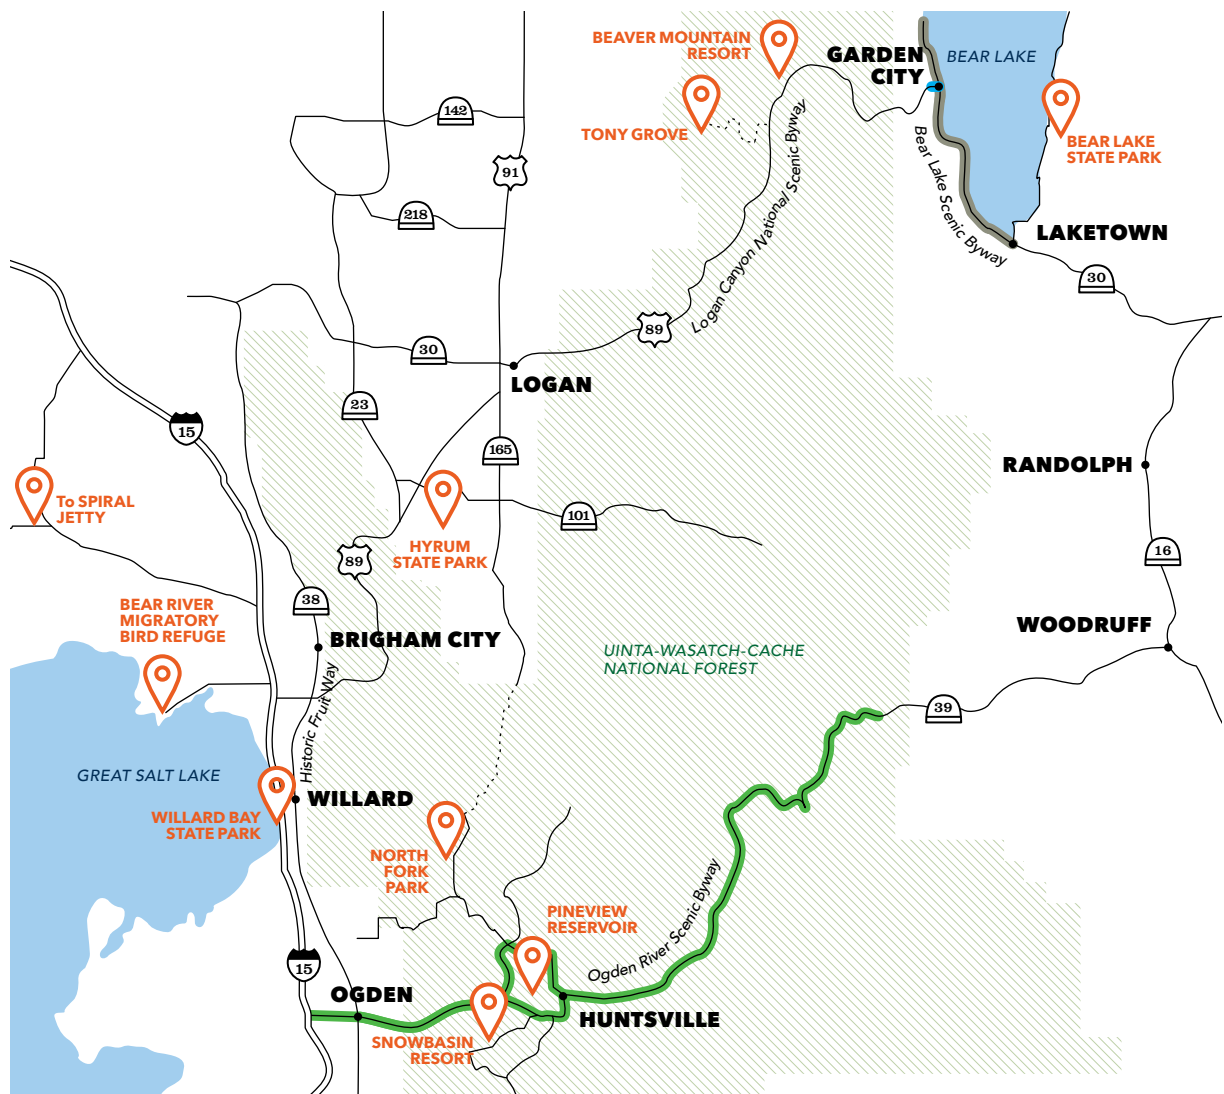 BEAVER MOUNTAIN
RESORT
GARDEN
CITY
BEAR LAKE
142
TONY GROVE
BEAR LAKE
STATE PARK
91
Logan Canyon National Scenic Byway
Bear Lake Scenic Byway
218
LAKETOWN
30
89
30
LOGAN
23
15
165
RANDOLPH
To SPIRAL
JETTY
101
HYRUM
STATE PARK
89
16
38
BEAR RIVER
MIGRATORY
BIRD REFUGE
BRIGHAM CITY
WOODRUFF
UINTA-WASATCH-CACHE
NATIONAL FOREST
Historic Fruit Way
39
GREAT SALT LAKE
WILLARD
WILLARD BAY
STATE PARK
NORTH
FORK
PARK
PINEVIEW
RESERVOIR
Ogden River Scenic Byway
15
OGDEN
HUNTSVILLE
SNOWBASIN
RESORT